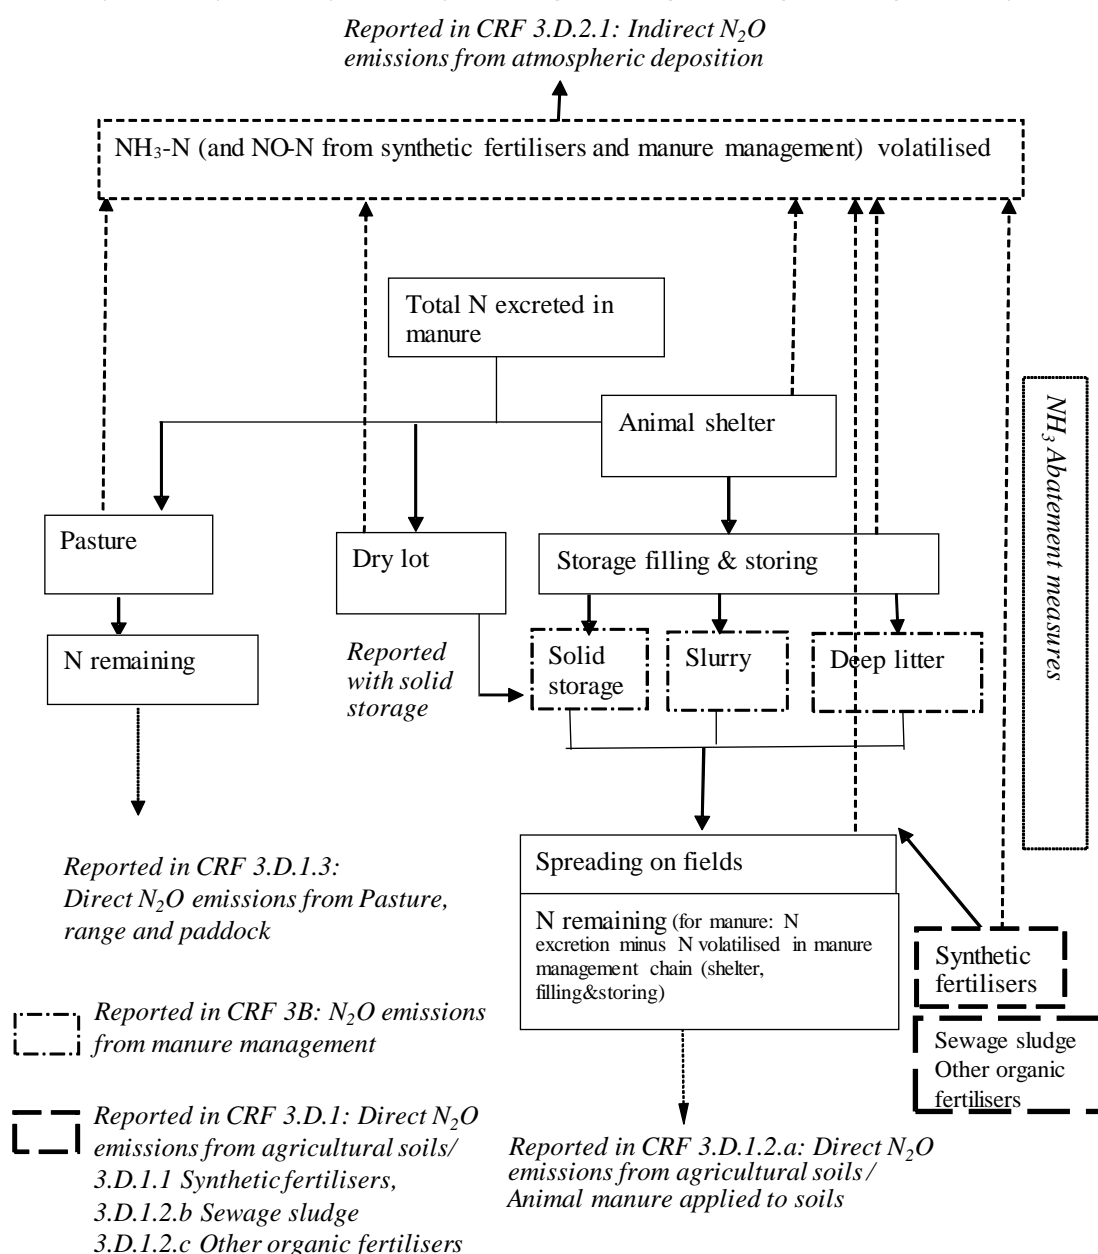 Reported in CRF 3.D.2.1: Indirect N₂O
emissions from atmospheric deposition
NH₃-N (and NO-N from synthetic fertilisers and manure management) volatilised
Total N excreted in
manure
Animal shelter
NH₃ Abatement measures
Pasture
Dry lot
Storage filling & storing
N remaining
Reported
with solid
storage
Solid
storage
Slurry
Deep litter
Spreading on fields
N remaining (for manure: N
excretion minus N volatilised in manure
management chain (shelter,
filling&storing)
Reported in CRF 3.D.1.3:
Direct N₂O emissions from Pasture,
range and paddock
Synthetic
fertilisers
Sewage sludge
Other organic
fertilisers
Reported in CRF 3B: N₂O emissions
from manure management
Reported in CRF 3.D.1: Direct N₂O
emissions from agricultural soils/
3.D.1.1 Synthetic fertilisers,
3.D.1.2.b Sewage sludge
3.D.1.2.c Other organic fertilisers
Reported in CRF 3.D.1.2.a: Direct N₂O
emissions from agricultural soils /
Animal manure applied to soils